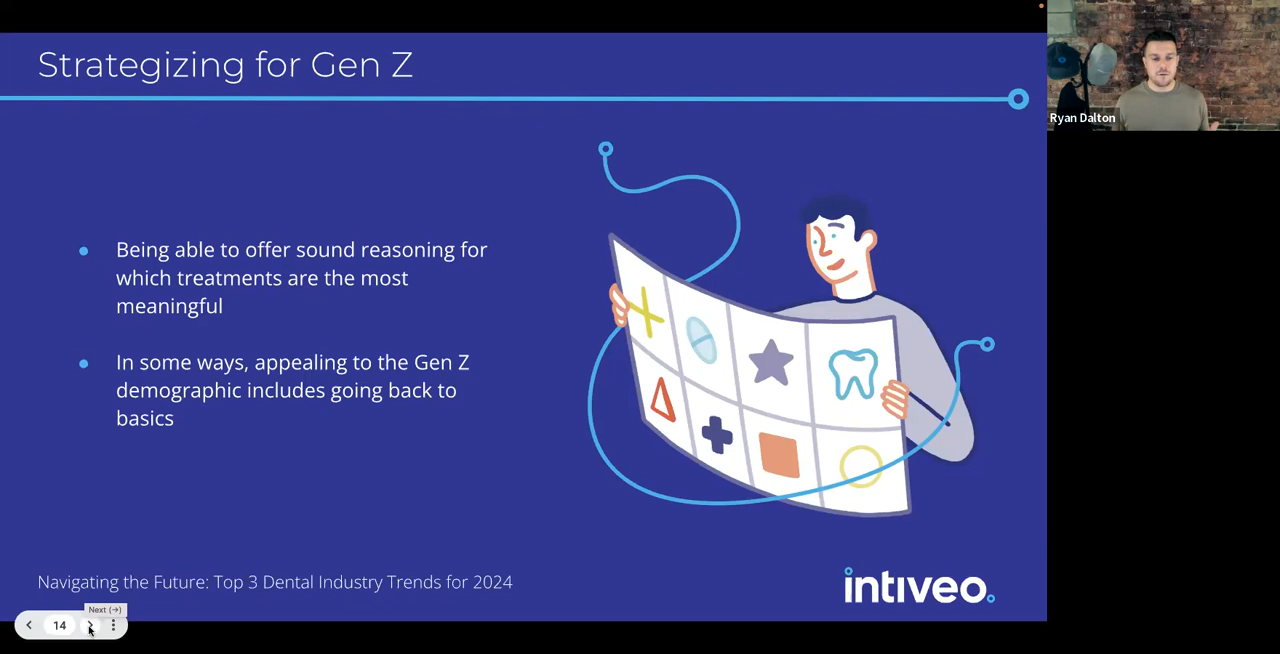 Strategizing for Gen Z
Ryan Dalton
Being able to offer sound reasoning for
which treatments are the most
meaningful
In some ways, appealing to the Gen Z
demographic includes going back to
basics
Navigating the Future: Top 3 Dental Industry Trends for 2024
intiveo.
Next (→)
14